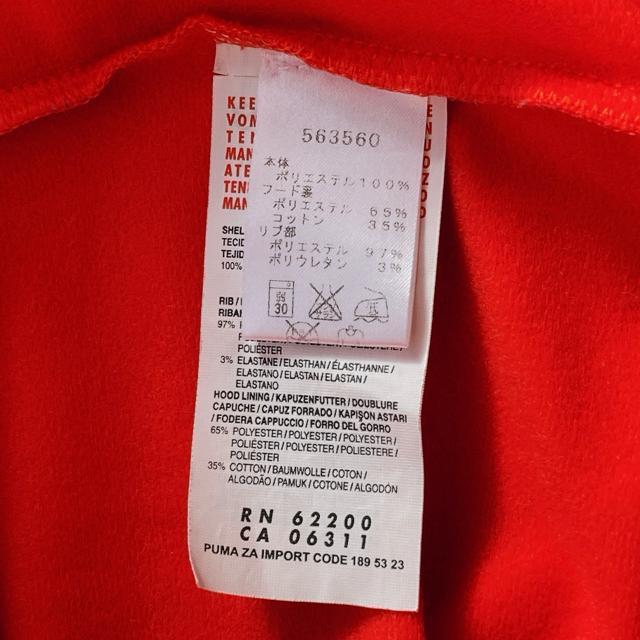 563560
本体
ポリエステル100%
フード裏
ポリエステル 65%
コットン 35%
リブ部
ポリエステル 97%
ポリウレタン 3%
30
KEE
VON
TEN
MAN
ATE
TEN
MAN
SHEL
TECID
TEJID
100%
RIB /
RIBAN
97%
POLIÉSTER
3% ELASTANE / ELASTHAN / ÉLASTHANNE /
ELASTANO / ELASTAN / ELASTAN /
ELASTANO
HOOD LINING / KAPUZENFUTTER / DOUBLURE
CAPUCHE / CAPUZ FORRADO / KAPIŞON ASTARI
/ FODERA CAPPUCCIO / FORRO DEL GORRO
65% POLYESTER / POLYESTER / POLYESTER /
POLIÉSTER / POLYESTER / POLIESTERE /
POLIÉSTER
35% COTTON / BAUMWOLLE / COTON /
ALGODÃO / PAMUK / COTONE / ALGODÓN
RN 62200
CA 06311
PUMA ZA IMPORT CODE 189 53 23